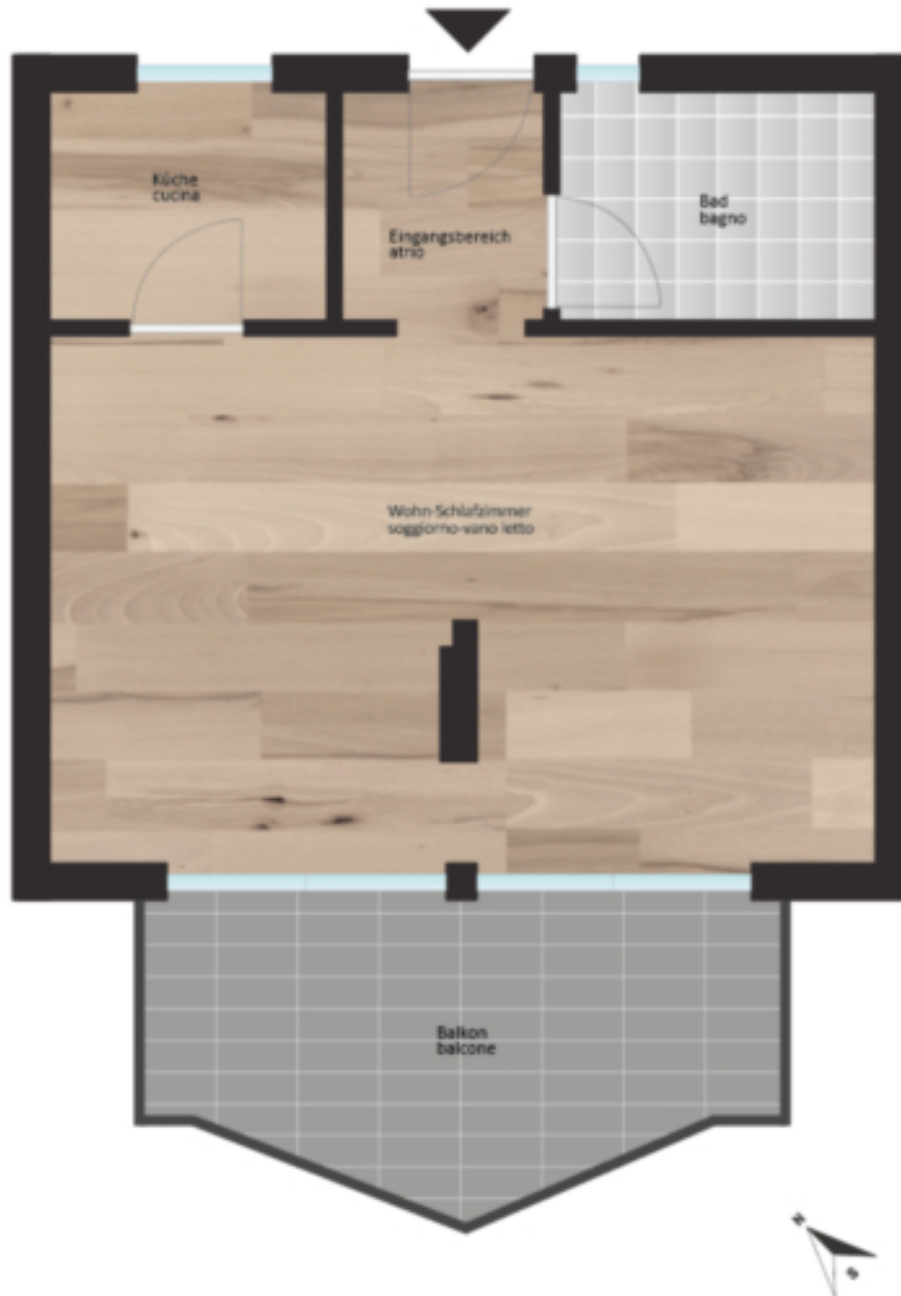 Küche
cucina
Eingangsbereich
atrio
Bad
bagno
Wohn-Schlafzimmer
soggiorno-vano letto
Balkon
balcone
N
S